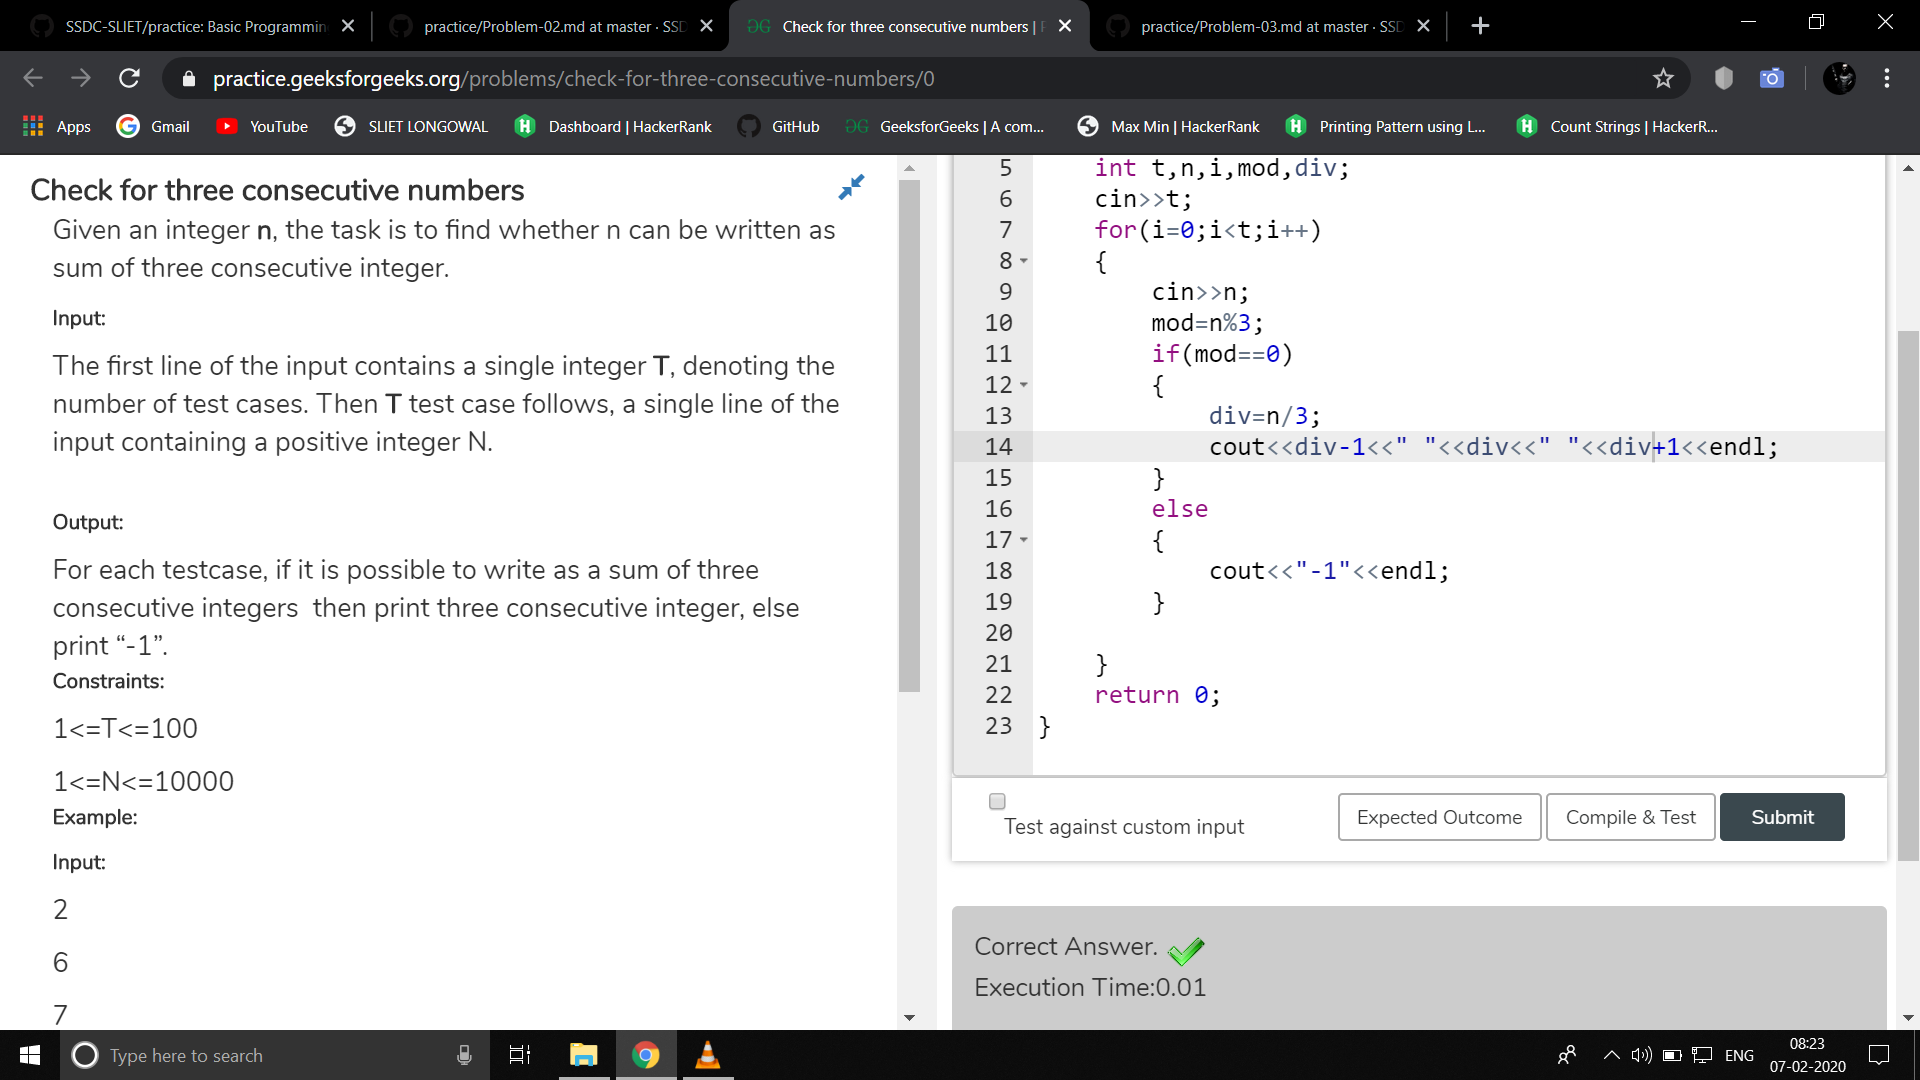 SSDC-SLIET/practice: Basic Programmin
practice/Problem-02.md at master · SSD
Check for three consecutive numbers |
practice/Problem-03.md at master · SSD
practice.geeksforgeeks.org/problems/check-for-three-consecutive-numbers/0
Apps
Gmail
YouTube
SLIET LONGOWAL
Dashboard | HackerRank
GitHub
GeeksforGeeks | A com...
Max Min | HackerRank
Printing Pattern using L...
Count Strings | HackerR...
Check for three consecutive numbers
Given an integer n, the task is to find whether n can be written as
sum of three consecutive integer.
Input:
The first line of the input contains a single integer T, denoting the
number of test cases. Then T test case follows, a single line of the
input containing a positive integer N.
Output:
For each testcase, if it is possible to write as a sum of three
consecutive integers  then print three consecutive integer, else
print “-1”.
Constraints:
1<=T<=100
1<=N<=10000
Example:
Input:
2
6
7
5 int t,n,i,mod,div;
6 cin>>t;
7 for(i=0;i<t;i++)
8 {
9 cin>>n;
10 mod=n%3;
11 if(mod==0)
12 {
13 div=n/3;
14 cout<<div-1<<" "<<div<<" "<<div+1<<endl;
15 }
16 else
17 {
18 cout<<"-1"<<endl;
19 }
20
21 }
22 return 0;
23 }
Test against custom input
Expected Outcome
Compile & Test
Submit
Correct Answer.
Execution Time:0.01
Type here to search
ENG
08:23
07-02-2020